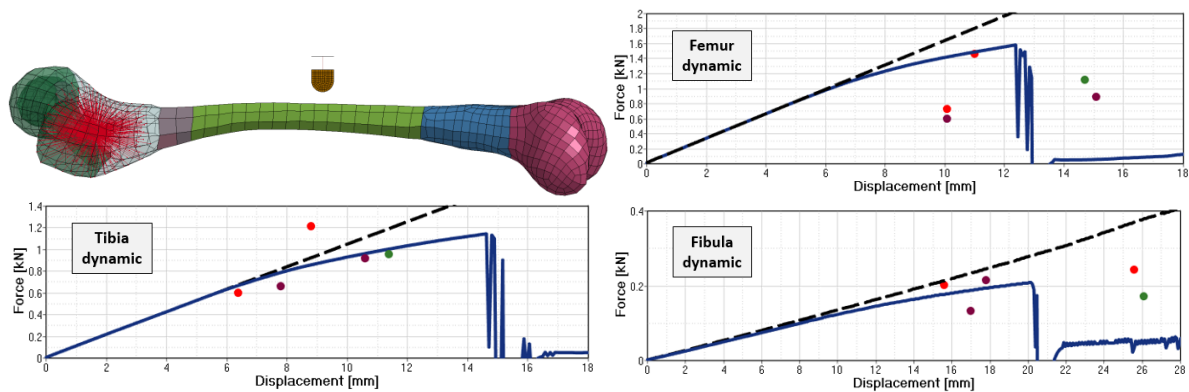 Femur
dynamic
Force [kN]
2
1.8
1.6
1.4
1.2
1
0.8
0.6
0.4
0.2
0
0 2 4 6 8 10 12 14 16 18
Displacement [mm]
Tibia
dynamic
Force [kN]
1.4
1.2
1
0.8
0.6
0.4
0.2
0
0 2 4 6 8 10 12 14 16 18
Displacement [mm]
Fibula
dynamic
Force [kN]
0.4
0.2
0
0 2 4 6 8 10 12 14 16 18 20 22 24 26 28
Displacement [mm]